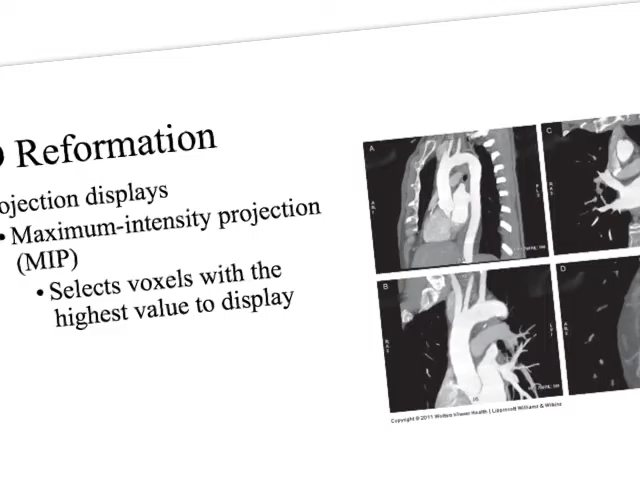 Reformation
ojection displays
• Maximum-intensity projection
(MIP)
• Selects voxels with the
highest value to display
A
C
B
D
Copyright © 2011 Wolters Kluwer Health | Lippincott Williams & Wilkins